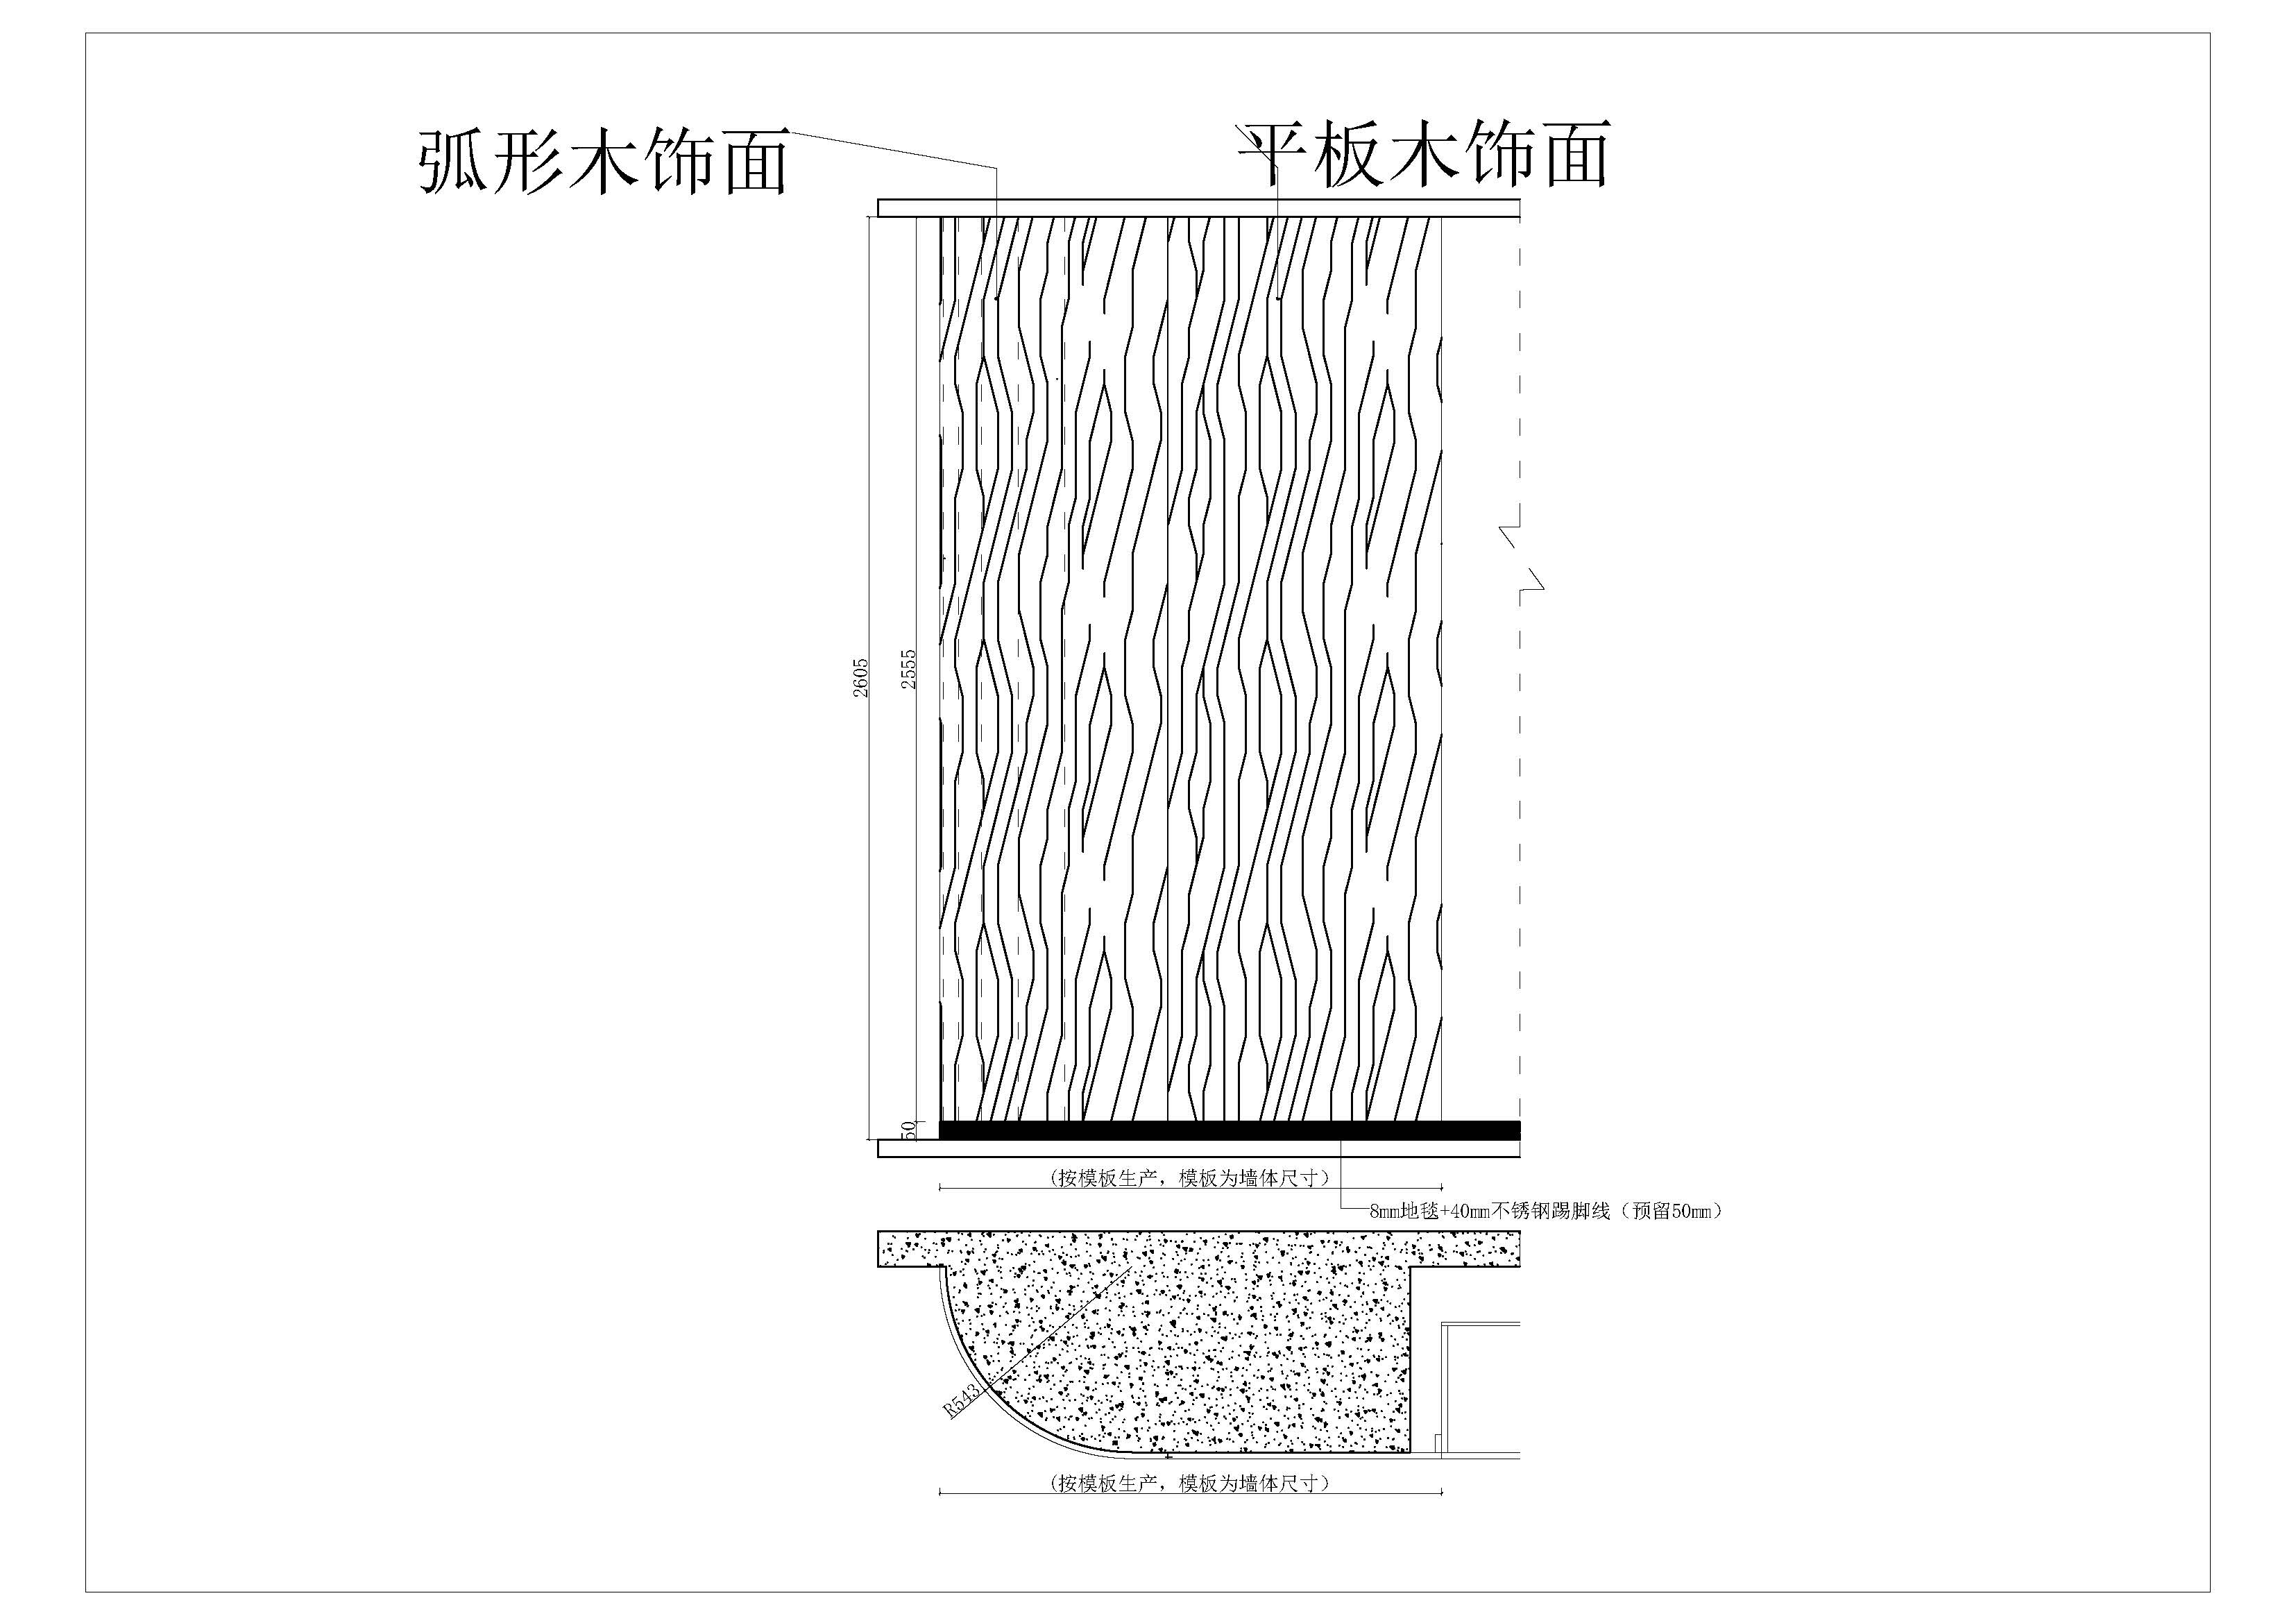 弧形木饰面
平板木饰面
2605
2555
50
(按模板生产，模板为墙体尺寸）
8mm地毯+40mm不锈钢踢脚线（预留50mm）
R543
(按模板生产，模板为墙体尺寸）